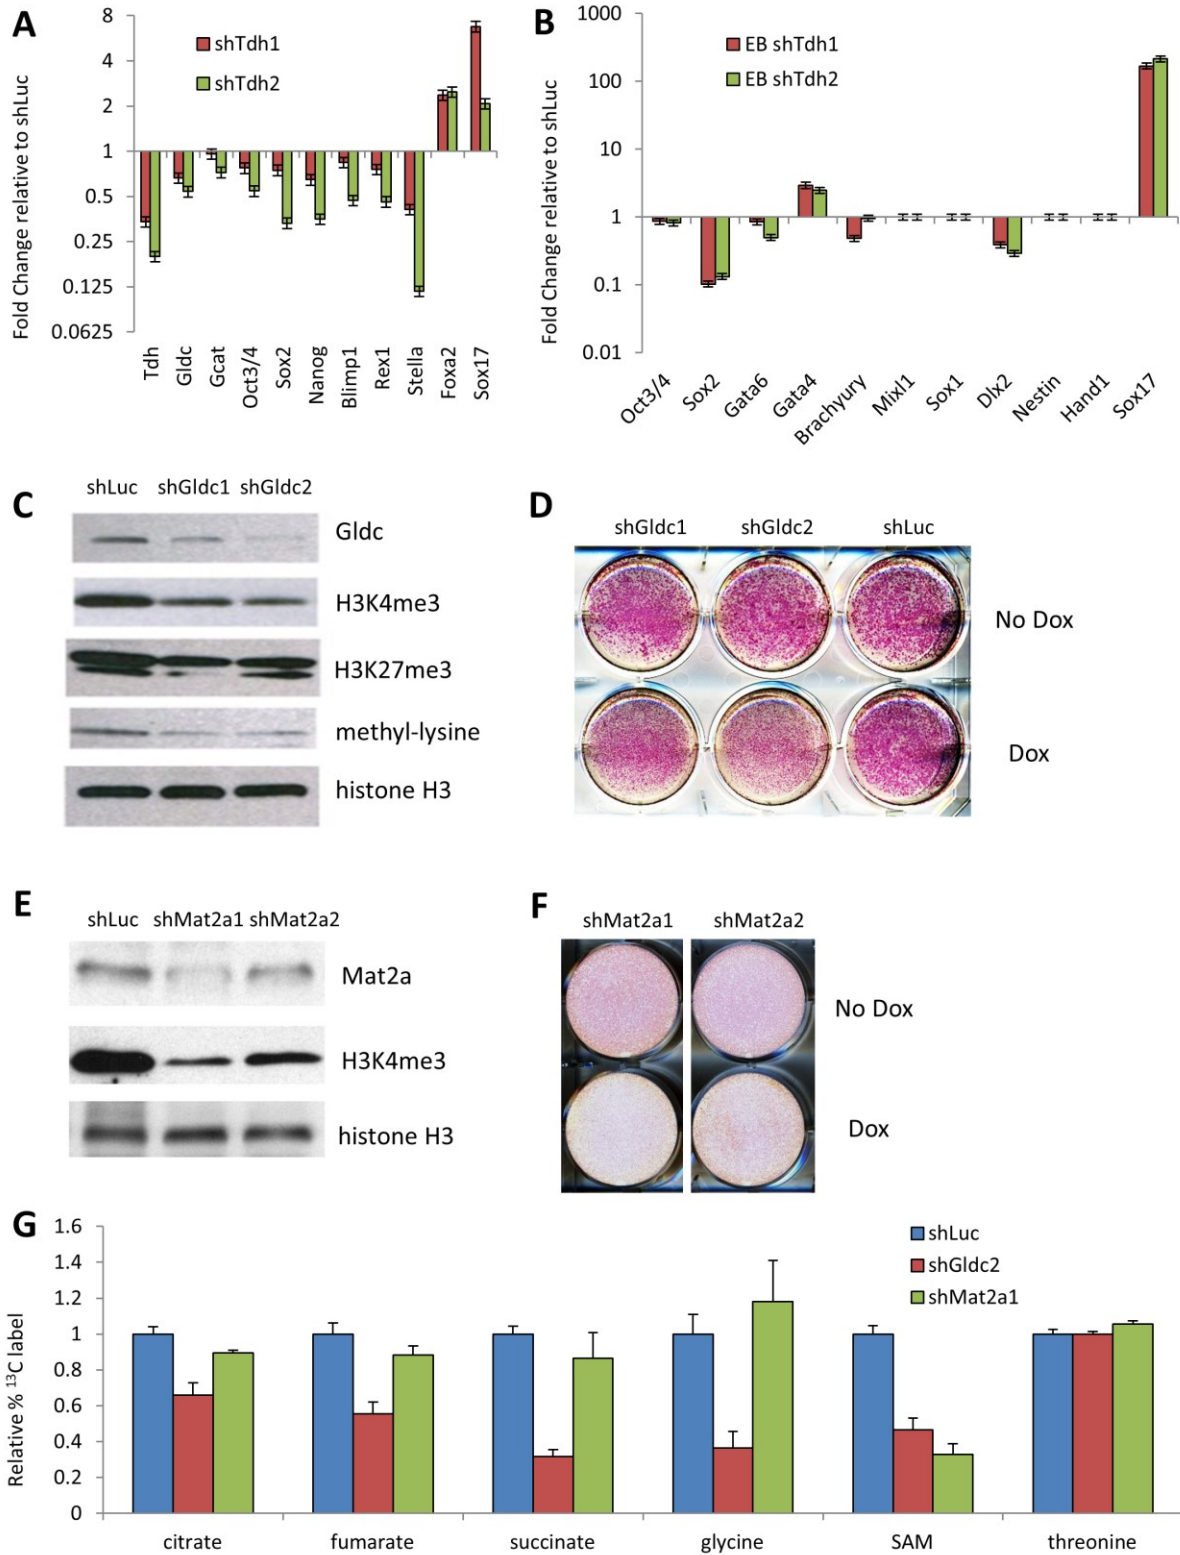 A
8
4
2
1
0.5
0.25
0.125
0.0625
Fold Change relative to shLuc
shTdh1
shTdh2
Tdh
Gldc
Gcat
Oct3/4
Sox2
Nanog
Blimp1
Rex1
Stella
Foxa2
Sox17
B
1000
100
10
1
0.1
0.01
Fold Change relative to shLuc
EB shTdh1
EB shTdh2
Oct3/4
Sox2
Gata6
Gata4
Brachyury
Mixl1
Sox1
Dlx2
Nestin
Hand1
Sox17
C
shLuc shGldc1 shGldc2
Gldc
H3K4me3
H3K27me3
methyl-lysine
histone H3
D
shGldc1 shGldc2 shLuc
No Dox
Dox
E
shLuc shMat2a1 shMat2a2
Mat2a
H3K4me3
histone H3
F
shMat2a1 shMat2a2
No Dox
Dox
G
1.6
1.4
1.2
1
0.8
0.6
0.4
0.2
0
Relative % ¹³C label
shLuc
shGldc2
shMat2a1
citrate fumarate succinate glycine SAM threonine